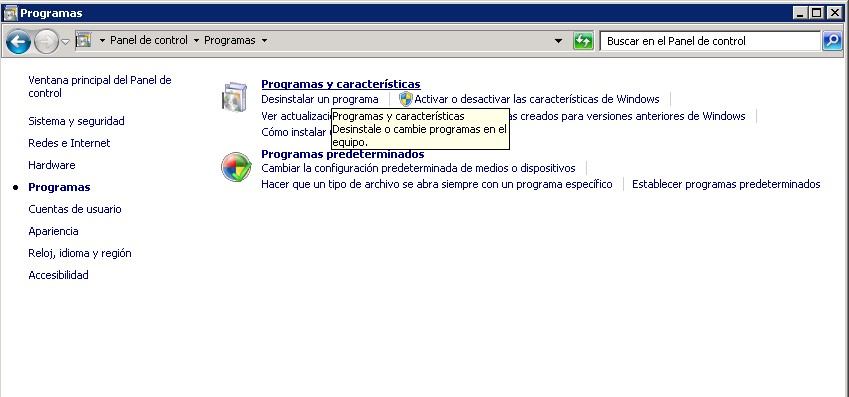 Programas
Panel de control Programas
Buscar en el Panel de control
Ventana principal del Panel de
control
Sistema y seguridad
Redes e Internet
Hardware
Programas
Cuentas de usuario
Apariencia
Reloj, idioma y región
Accesibilidad
Programas y características
Desinstalar un programa
Activar o desactivar las características de Windows
Ver creados para versiones anteriores de Windows
Cómo instalar
Programas y características
Desinstale o cambie programas en el
equipo.
Programas predeterminados
Cambiar la configuración predeterminada de medios o dispositivos
Hacer que un tipo de archivo se abra siempre con un programa específico
Establecer programas predeterminados